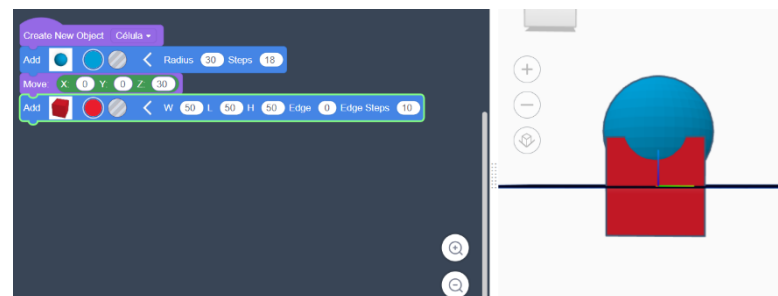 Create New Object Célula
Add Radius 30 Steps 18
Move: X: 0 Y: 0 Z: 30
Add W 50 L 50 H 50 Edge 0 Edge Steps 10